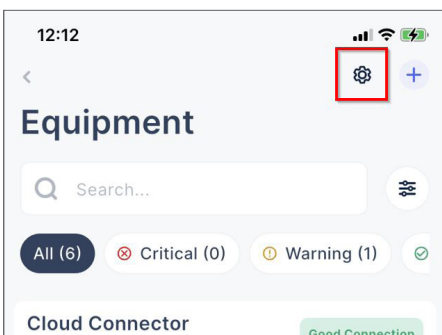 12:12
Equipment
Search...
All (6) Critical (0) Warning (1)
Cloud Connector
Good Connection